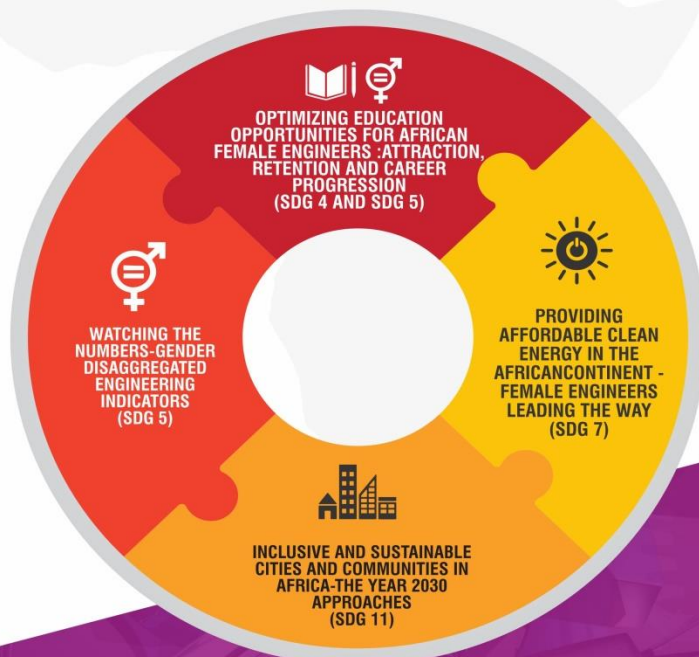 OPTIMIZING EDUCATION
OPPORTUNITIES FOR AFRICAN
FEMALE ENGINEERS :ATTRACTION,
RETENTION AND CAREER
PROGRESSION
(SDG 4 AND SDG 5)
WATCHING THE
NUMBERS-GENDER
DISAGGREGATED
ENGINEERING
INDICATORS
(SDG 5)
PROVIDING
AFFORDABLE CLEAN
ENERGY IN THE
AFRICANCONTINENT -
FEMALE ENGINEERS
LEADING THE WAY
(SDG 7)
INCLUSIVE AND SUSTAINABLE
CITIES AND COMMUNITIES IN
AFRICA-THE YEAR 2030
APPROACHES
(SDG 11)